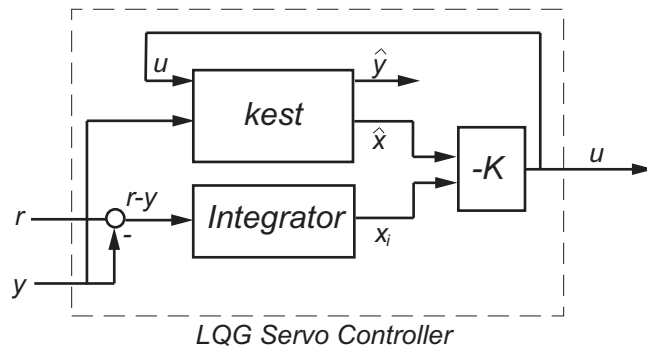 u
ŷ
kest
x̂
-K
u
r
r-y
-
Integrator
xᵢ
y
LQG Servo Controller